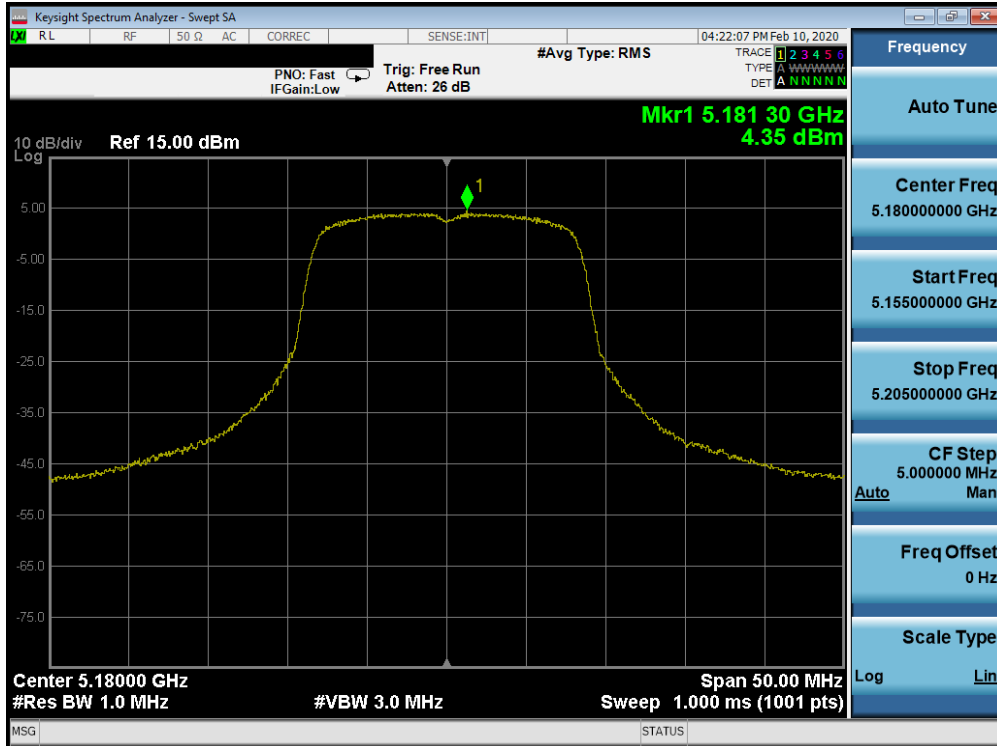 Keysight Spectrum Analyzer - Swept SA
LXI RL RF 50 Ω AC CORREC SENSE:INT 04:22:07 PM Feb 10, 2020
#Avg Type: RMS TRACE 1 2 3 4 5 6
PNO: Fast Trig: Free Run TYPE A WWWWW
IFGain:Low Atten: 26 dB DET A N N N N N
Mkr1 5.181 30 GHz
4.35 dBm
10 dB/div Ref 15.00 dBm
Log
1
5.00
-5.00
-15.0
-25.0
-35.0
-45.0
-55.0
-65.0
-75.0
Center 5.18000 GHz Span 50.00 MHz
#Res BW 1.0 MHz #VBW 3.0 MHz Sweep 1.000 ms (1001 pts)
MSG STATUS
Frequency
Auto Tune
Center Freq
5.180000000 GHz
Start Freq
5.155000000 GHz
Stop Freq
5.205000000 GHz
CF Step
5.000000 MHz
Auto Man
Freq Offset
0 Hz
Scale Type
Log Lin